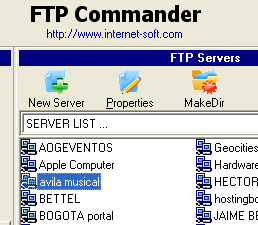 FTP Commander
http://www.internet-soft.com
FTP Servers
New Server Properties MakeDir
SERVER LIST ...
AOGEVENTOS Geocities
Apple Computer Hardware
avila musical HECTOR
BETTEL hostingbo
BOGOTA portal JAIME BE